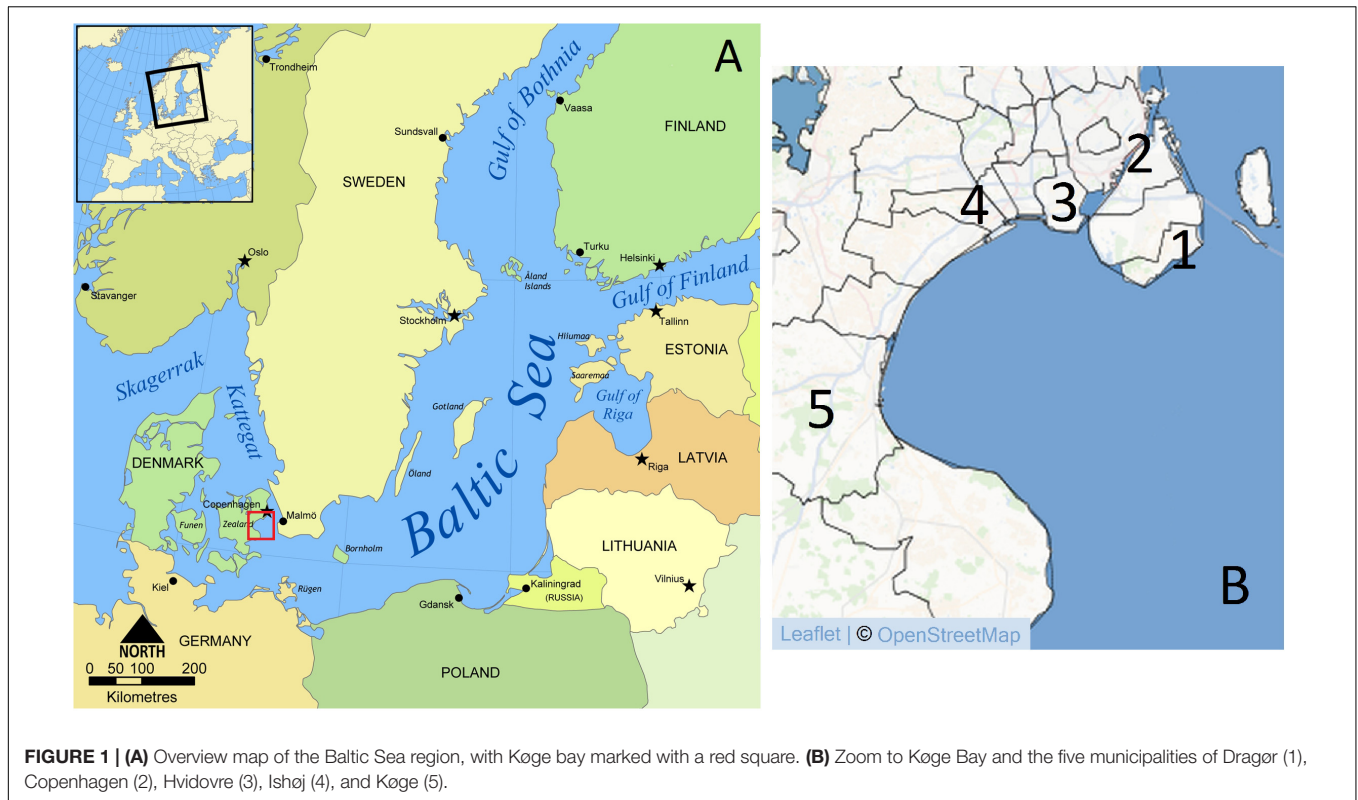 A
Trondheim
Gulf of Bothnia
Vaasa
Sundsvall
FINLAND
SWEDEN
Oslo
Turku
Helsinki
Åland
Islands
Gulf of Finland
Stavanger
Stockholm
Tallinn
Hiiumaa
ESTONIA
Skagerrak
Saaremaa
Kattegat
Gulf of
Riga
Gotland
Baltic Sea
DENMARK
Öland
Riga
LATVIA
Copenhagen
Malmö
Funen
Zealand
Bornholm
LITHUANIA
Kiel
Rügen
Kaliningrad
(RUSSIA)
Vilnius
Gdansk
GERMANY
NORTH
POLAND
0 50 100 200
Kilometres
2
4
3
1
5
B
Leaflet | © OpenStreetMap
FIGURE 1 | (A) Overview map of the Baltic Sea region, with Køge bay marked with a red square. (B) Zoom to Køge Bay and the five municipalities of Dragør (1),
Copenhagen (2), Hvidovre (3), Ishøj (4), and Køge (5).